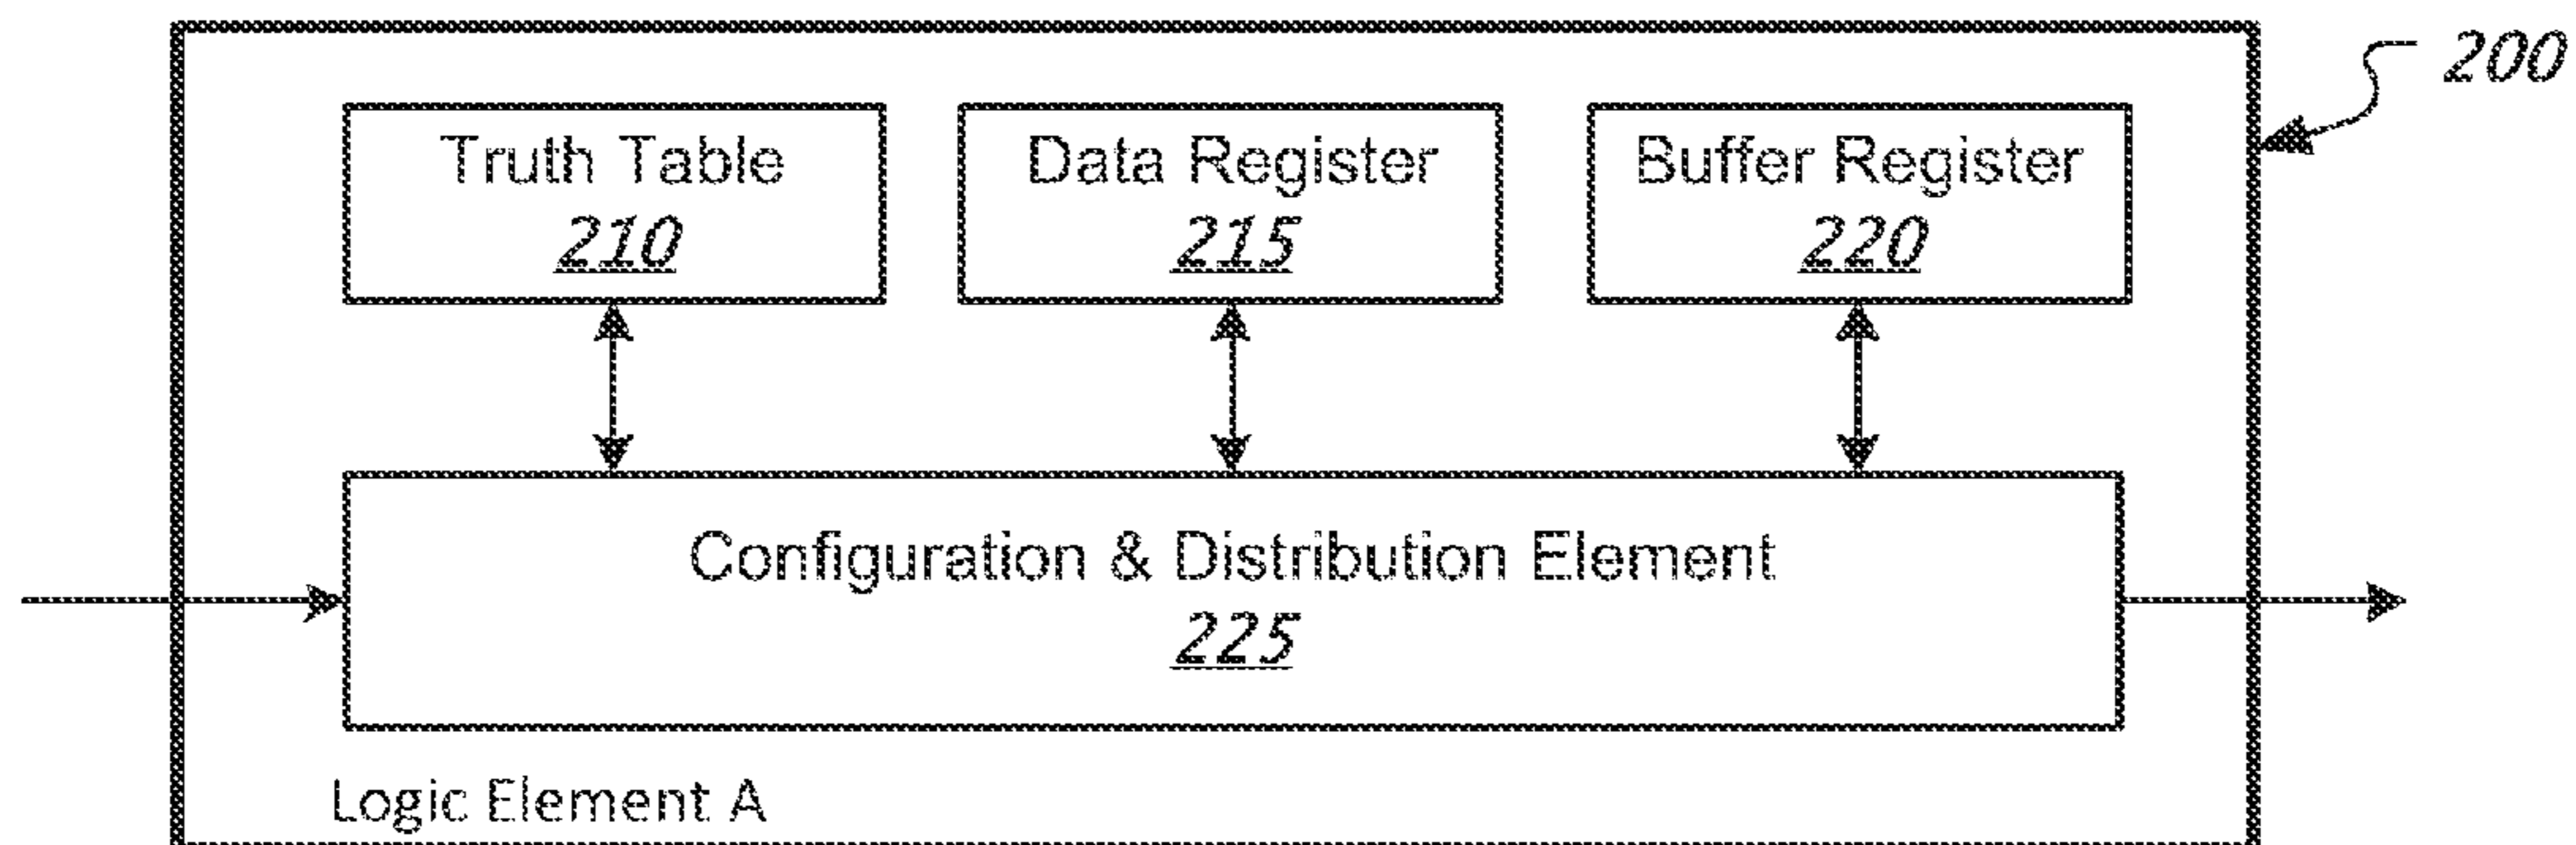 200
Truth Table
210
Data Register
215
Buffer Register
220
Configuration & Distribution Element
225
Logic Element A